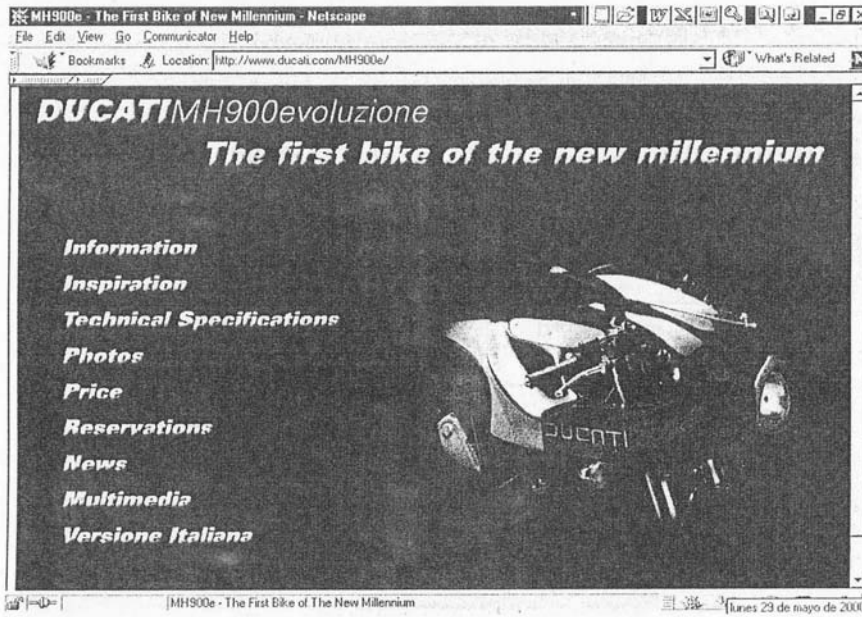 MH900e - The First Bike of New Millennium - Netscape
File Edit View Go Communicator Help
Bookmarks Location: http://www.ducati.com/MH900e/ What's Related
DUCATIMH900evoluzione
The first bike of the new millennium
Information
Inspiration
Technical Specifications
Photos
Price
Reservations
News
Multimedia
Versione Italiana
DUCATI
MH900e - The First Bike of The New Millennium
lunes 29 de mayo de 2000